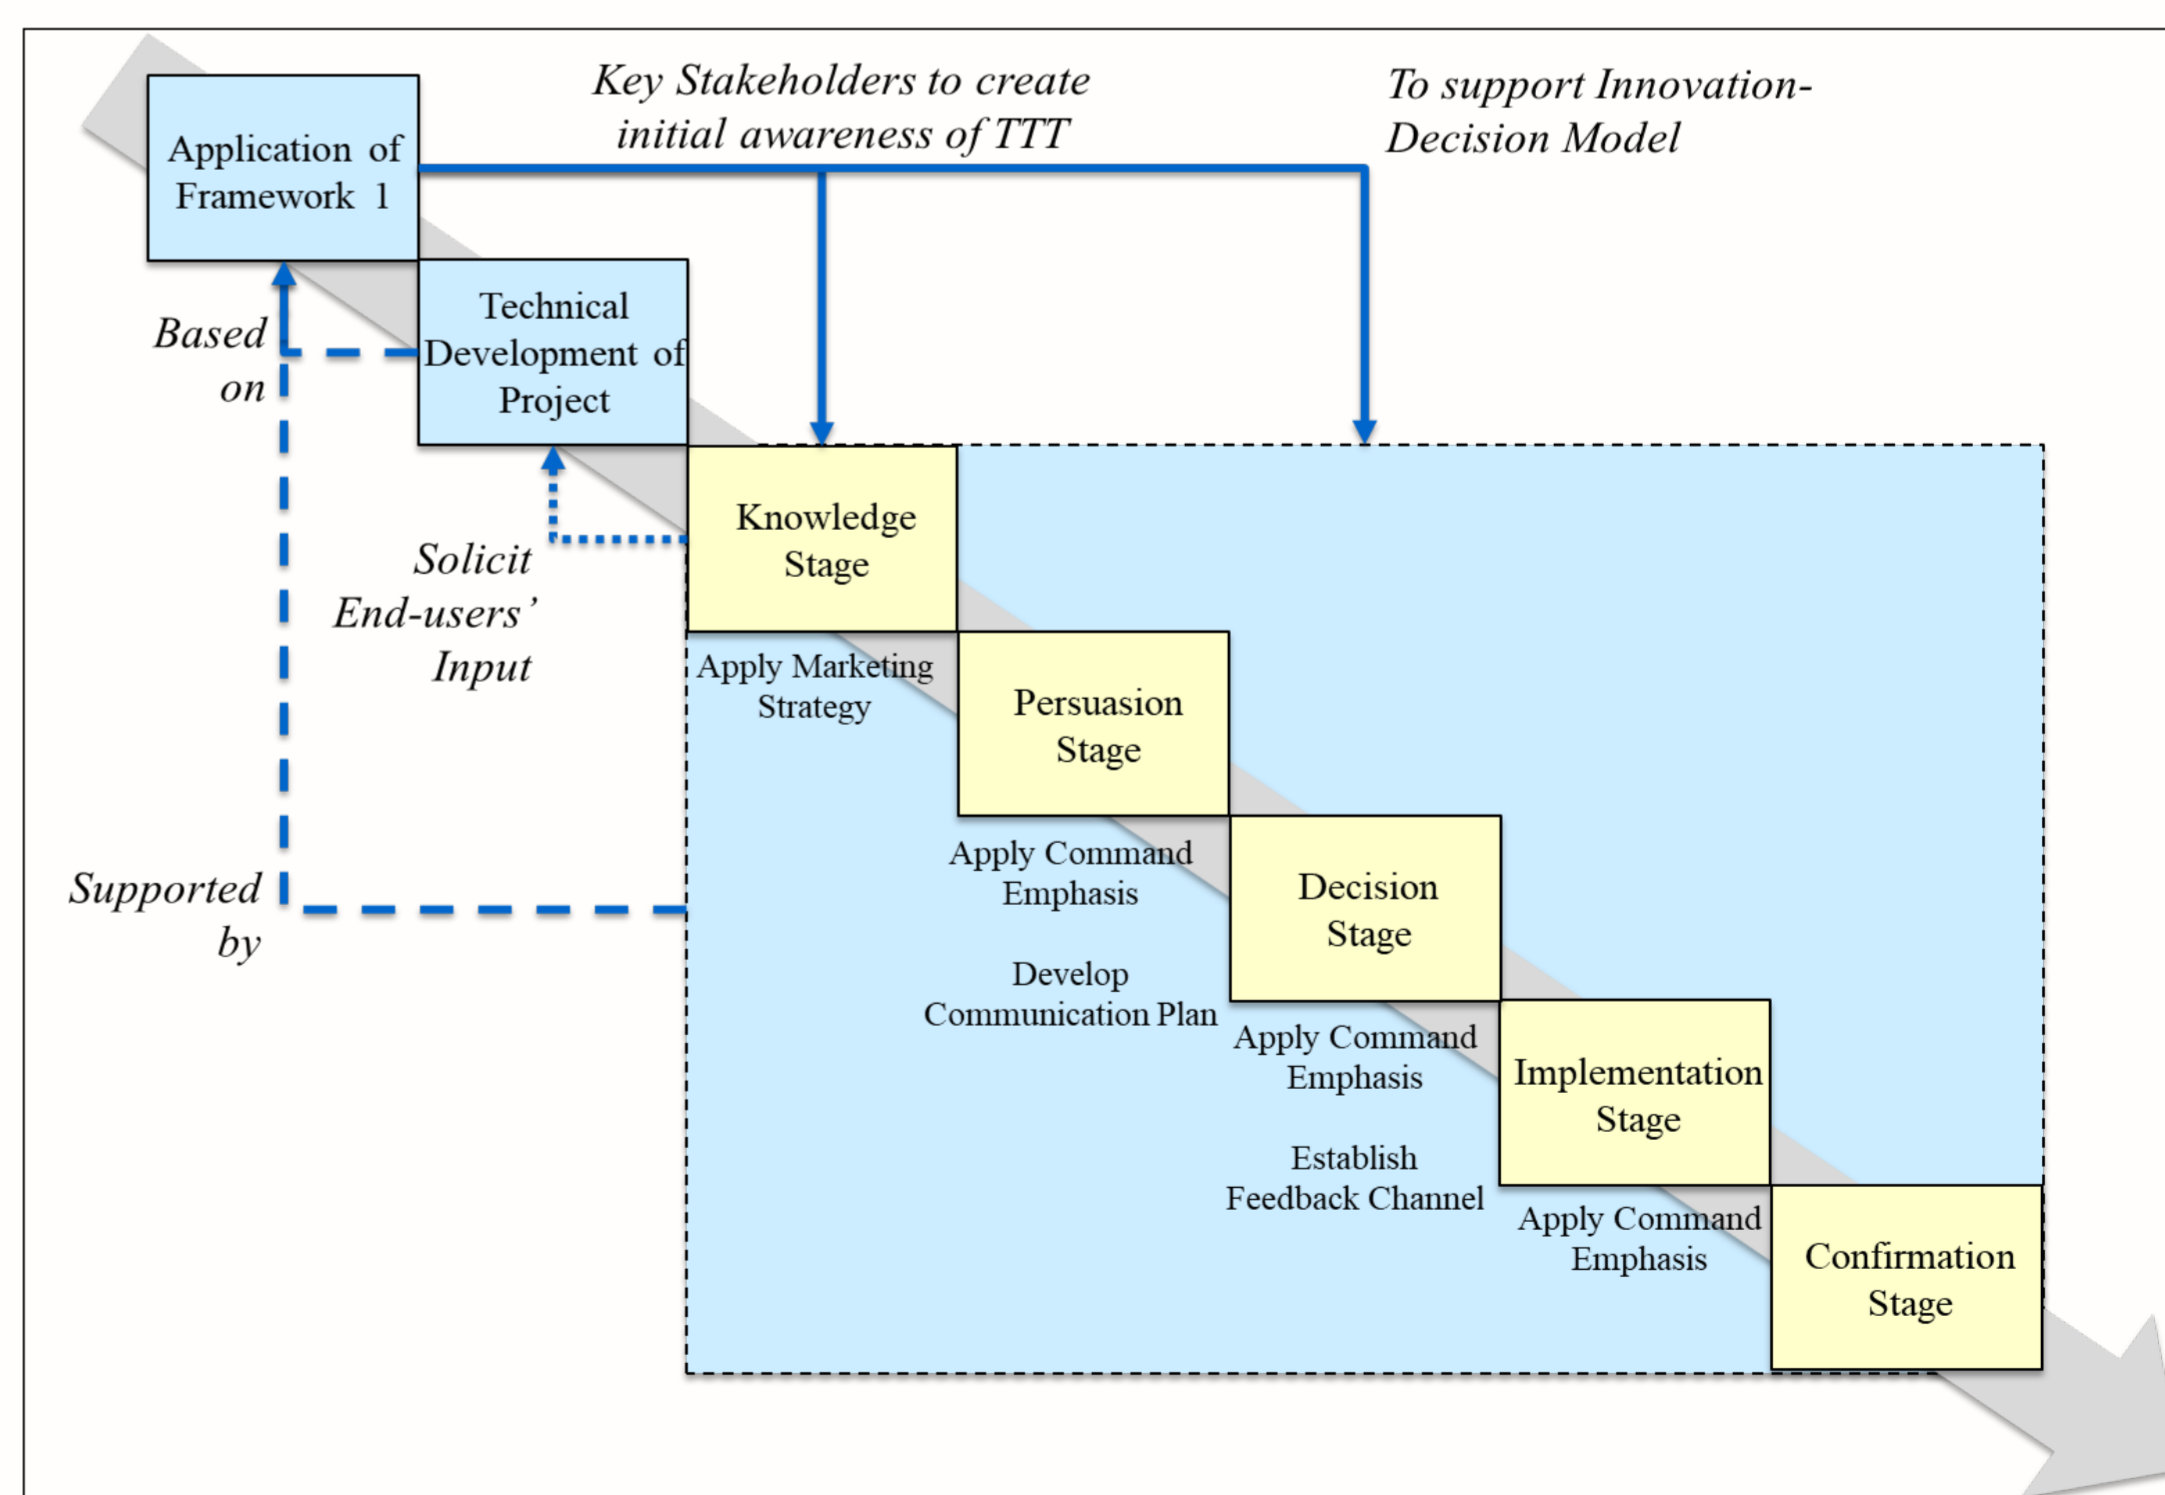 Key Stakeholders to create
initial awareness of TTT
To support Innovation-
Decision Model
Application of
Framework 1
Based
on
Technical
Development of
Project
Solicit
End-users’
Input
Knowledge
Stage
Apply Marketing
Strategy
Persuasion
Stage
Supported
by
Apply Command
Emphasis
Develop
Communication Plan
Decision
Stage
Apply Command
Emphasis
Establish
Feedback Channel
Implementation
Stage
Apply Command
Emphasis
Confirmation
Stage